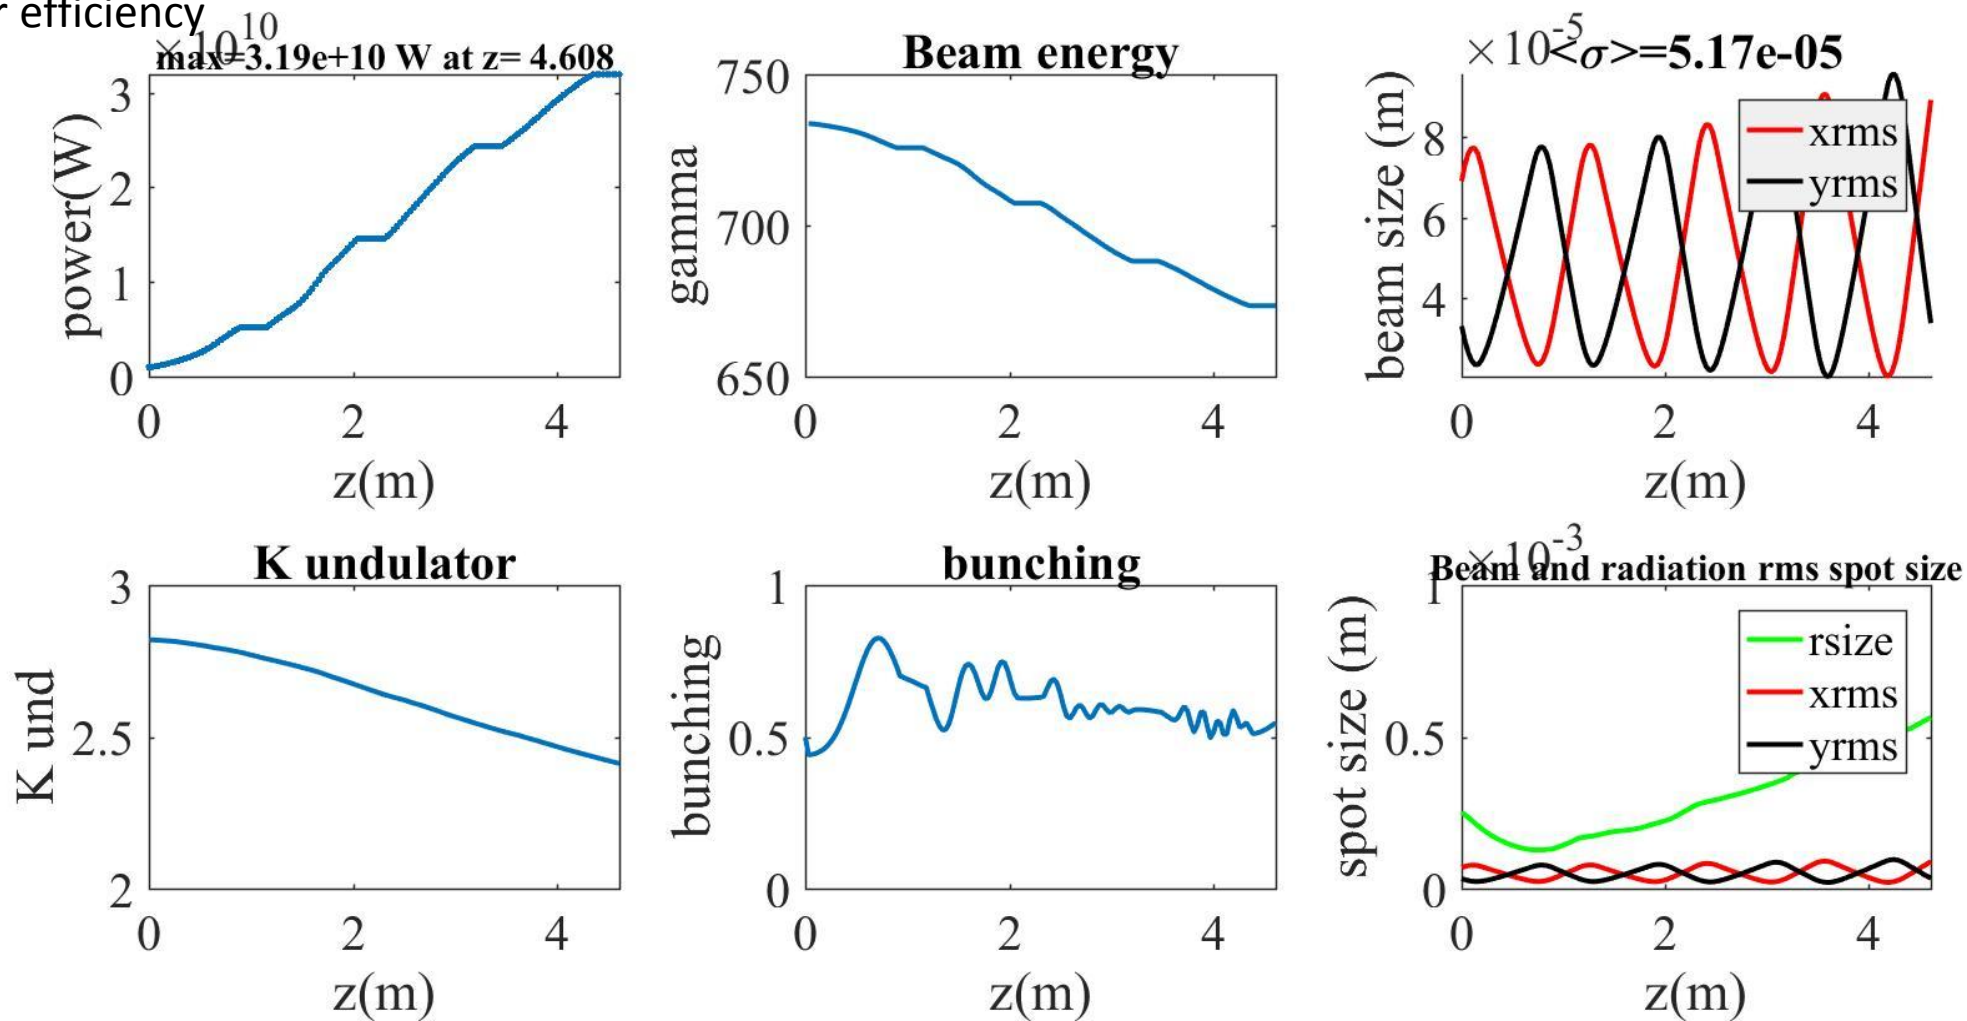 r efficiency
×10^10
max=3.19e+10 W at z= 4.608
power(W)
3
2
1
0
0 2 4
z(m)
Beam energy
gamma
750
700
650
0 2 4
z(m)
×10^-5
<σ>=5.17e-05
beam size (m)
8
6
4
xrms
yrms
0 2 4
z(m)
K undulator
K und
3
2.5
2
0 2 4
z(m)
bunching
bunching
1
0.5
0
0 2 4
z(m)
×10^-3
Beam and radiation rms spot size
spot size (m)
1
0.5
0
rsize
xrms
yrms
0 2 4
z(m)